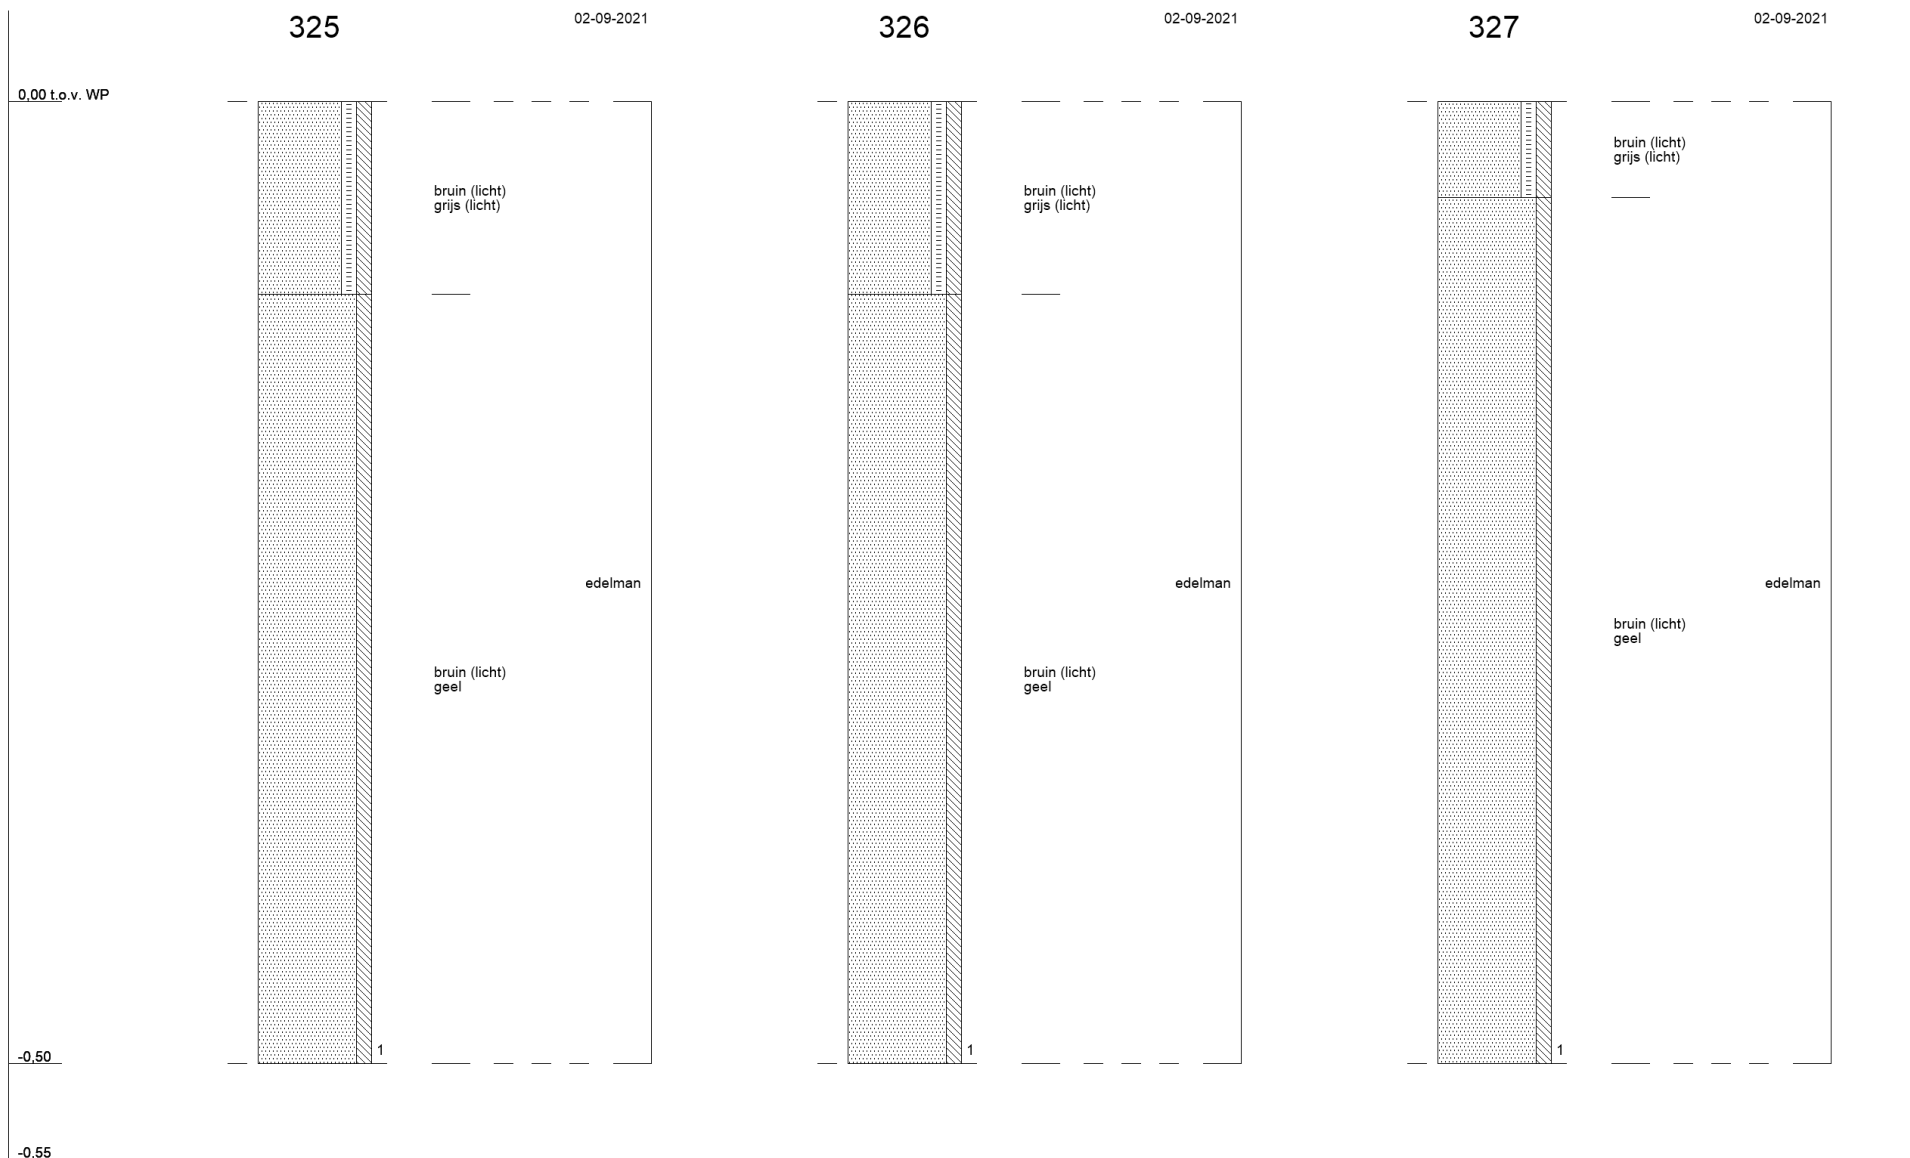 325
02-09-2021
326
02-09-2021
327
02-09-2021
0,00 t.o.v. WP
bruin (licht)
grijs (licht)
bruin (licht)
grijs (licht)
bruin (licht)
grijs (licht)
edelman
edelman
edelman
bruin (licht)
geel
bruin (licht)
geel
bruin (licht)
geel
1
1
1
-0,50
-0,55